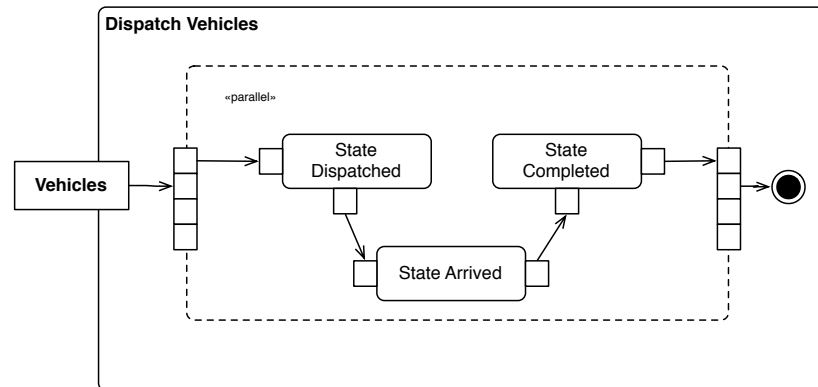 Dispatch Vehicles
«parallel»
State
Dispatched
State
Completed
Vehicles
State Arrived